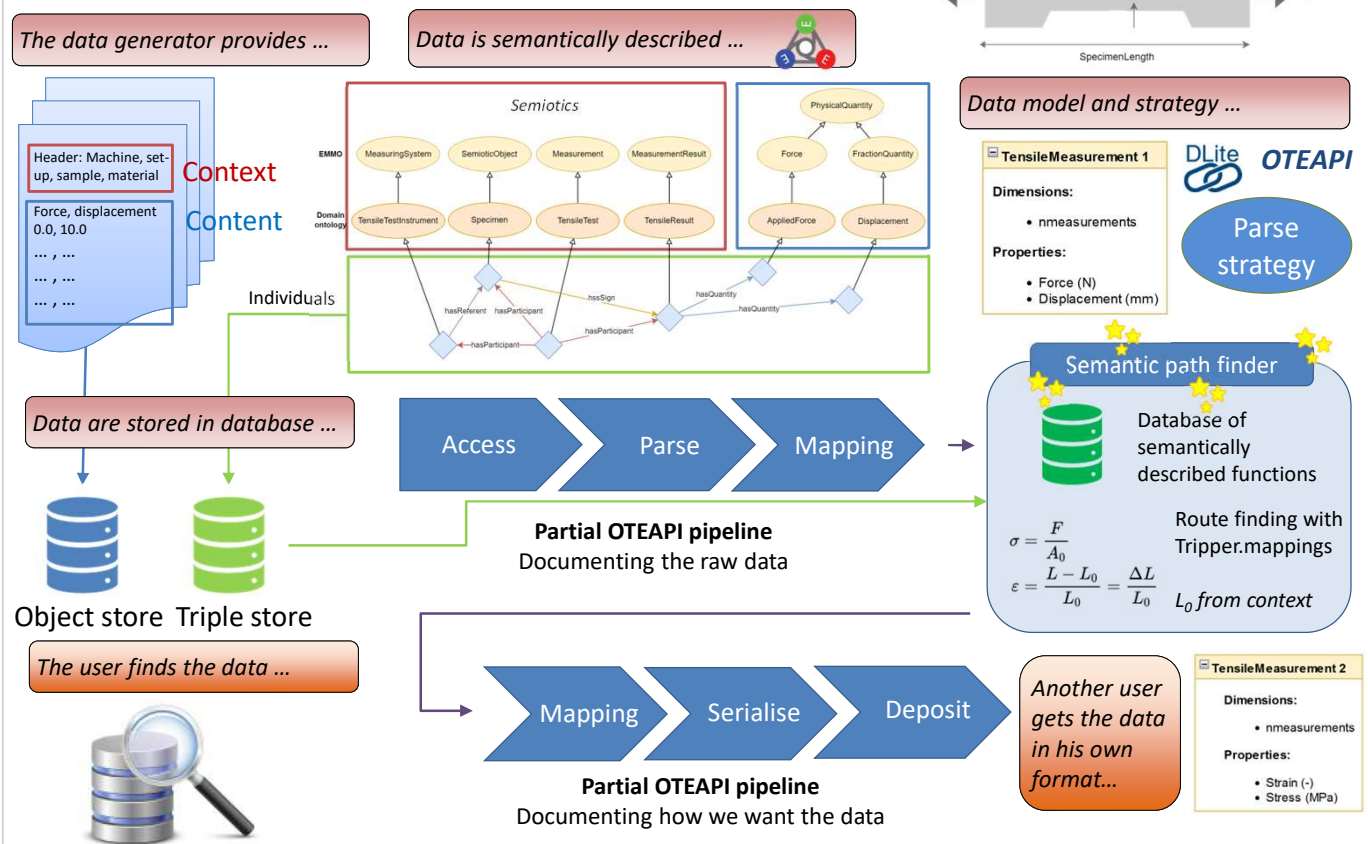 The data generator provides …
Data is semantically described …
E
E
E
SpecimenLength
Data model and strategy …
Header: Machine, set-
up, sample, material
Context
Force, displacement
0.0, 10.0
… , …
… , …
… , …
Content
Semiotics
PhysicalQuantity
EMMO
MeasuringSystem
SemioticObject
Measurement
MeasurementResult
Force
FractionQuantity
Domain
ontology
TensileTestInstrument
Specimen
TensileTest
TensileResult
AppliedForce
Displacement
Individuals
hasReferent
hasParticipant
hasParticipant
hasParticipant
hssSign
hasQuantity
hasQuantity
TensileMeasurement 1
Dimensions:
• nmeasurements
Properties:
• Force (N)
• Displacement (mm)
DLite
OTEAPI
Parse
strategy
Data are stored in database …
Object store
Triple store
Access
Parse
Mapping
Partial OTEAPI pipeline
Documenting the raw data
Semantic path finder
Database of
semantically
described functions
Route finding with
Tripper.mappings
σ = F / A₀
ε = (L − L₀) / L₀ = ΔL / L₀
L₀ from context
The user finds the data …
Mapping
Serialise
Deposit
Partial OTEAPI pipeline
Documenting how we want the data
Another user
gets the data
in his own
format…
TensileMeasurement 2
Dimensions:
• nmeasurements
Properties:
• Strain (-)
• Stress (MPa)